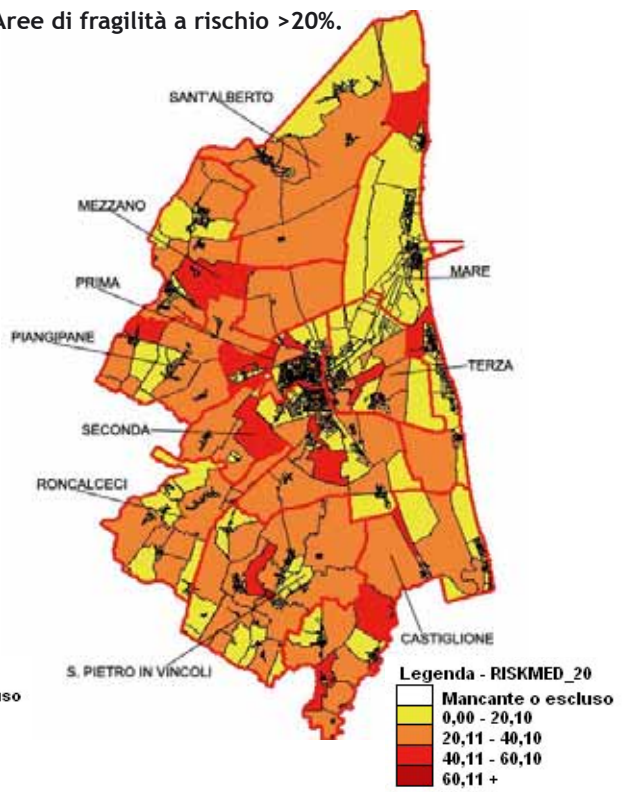 Aree di fragilità a rischio >20%.
SANT'ALBERTO
MEZZANO
MARE
PRIMA
PIANGIPANE
TERZA
SECONDA
RONCALCECI
CASTIGLIONE
S. PIETRO IN VINCOLI
uso
Legenda - RISKMED_20
Mancante o escluso
0,00 - 20,10
20,11 - 40,10
40,11 - 60,10
60,11 +